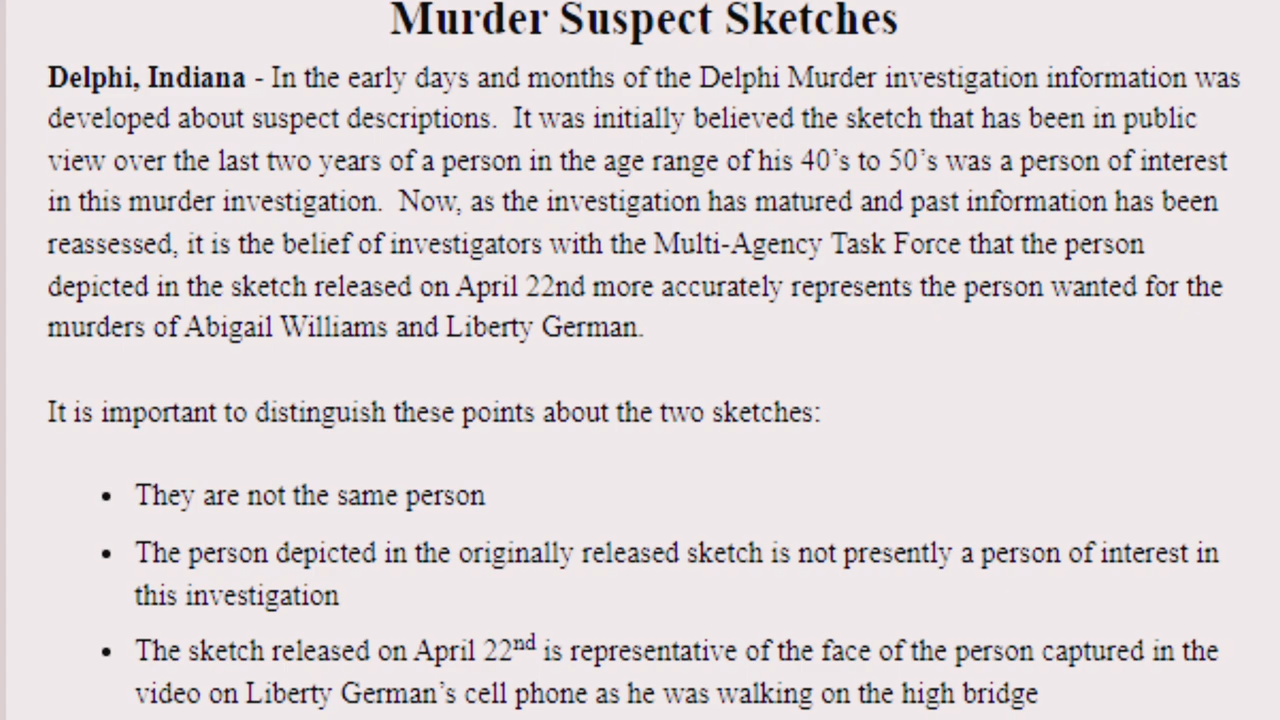 Murder Suspect Sketches
Delphi, Indiana - In the early days and months of the Delphi Murder investigation information was
developed about suspect descriptions.  It was initially believed the sketch that has been in public
view over the last two years of a person in the age range of his 40’s to 50’s was a person of interest
in this murder investigation.  Now, as the investigation has matured and past information has been
reassessed, it is the belief of investigators with the Multi-Agency Task Force that the person
depicted in the sketch released on April 22nd more accurately represents the person wanted for the
murders of Abigail Williams and Liberty German.
It is important to distinguish these points about the two sketches:
• They are not the same person
• The person depicted in the originally released sketch is not presently a person of interest in
this investigation
• The sketch released on April 22nd is representative of the face of the person captured in the
video on Liberty German’s cell phone as he was walking on the high bridge